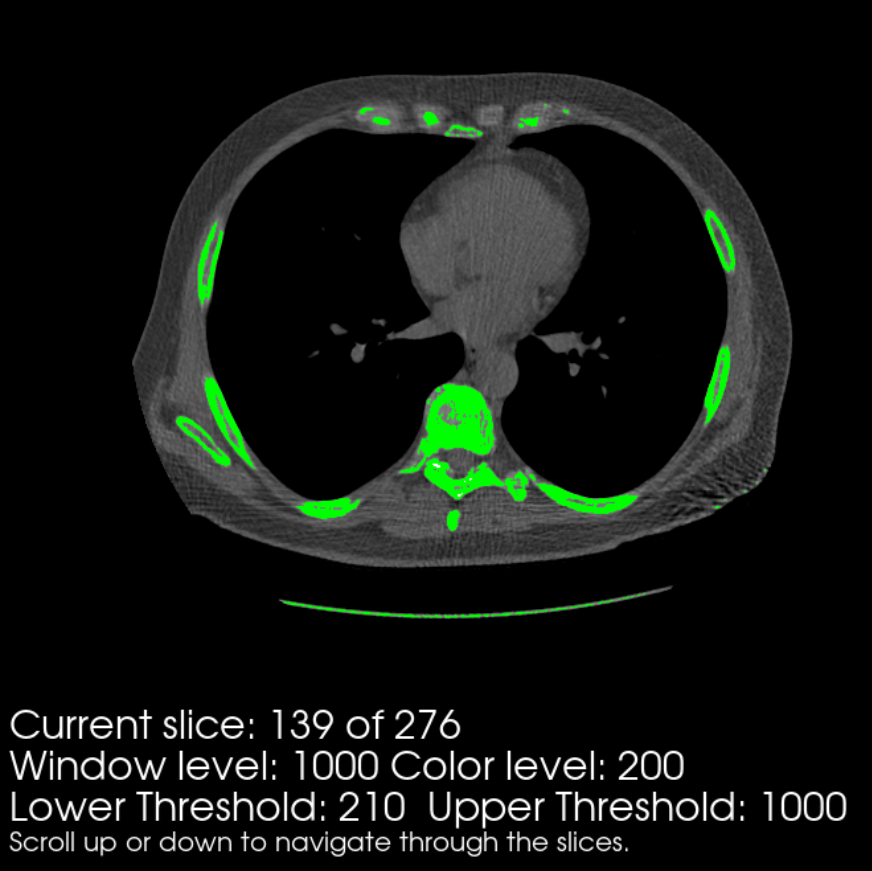 Current slice: 139 of 276
Window level: 1000 Color level: 200
Lower Threshold: 210  Upper Threshold: 1000
Scroll up or down to navigate through the slices.